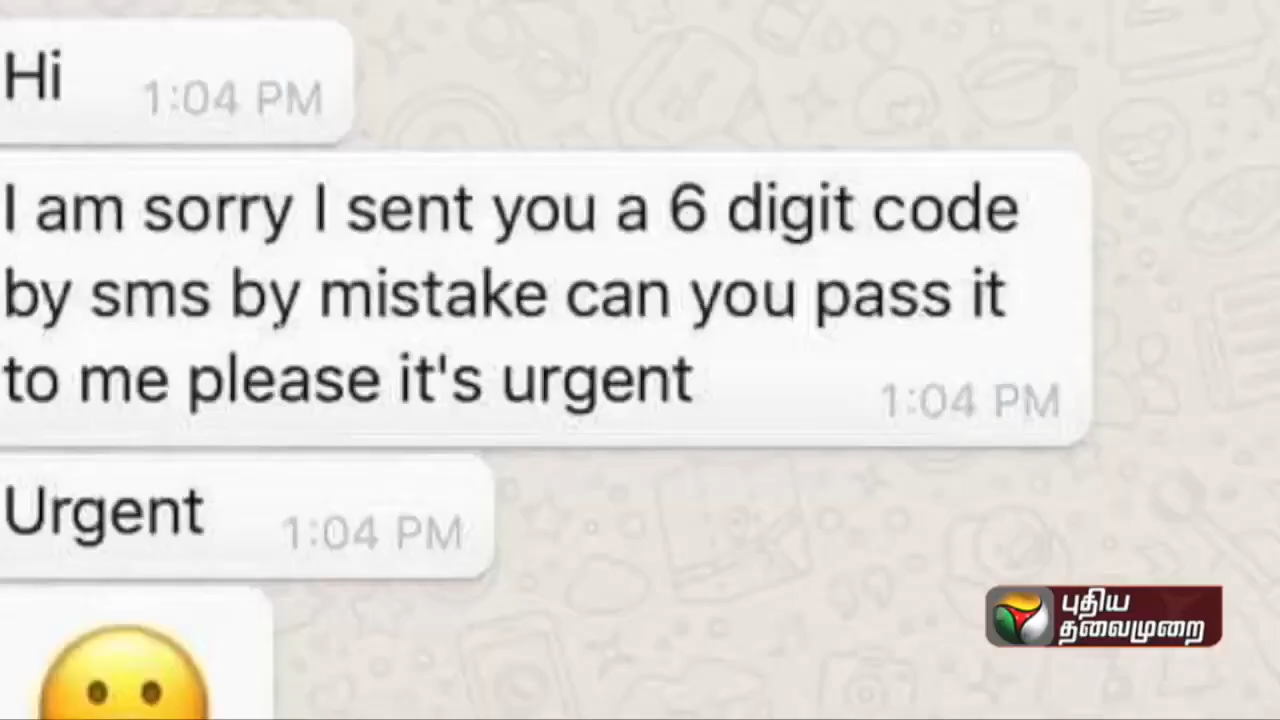 Hi
1:04 PM
I am sorry I sent you a 6 digit code
by sms by mistake can you pass it
to me please it's urgent
1:04 PM
Urgent
1:04 PM
புதிய
தலைமுறை